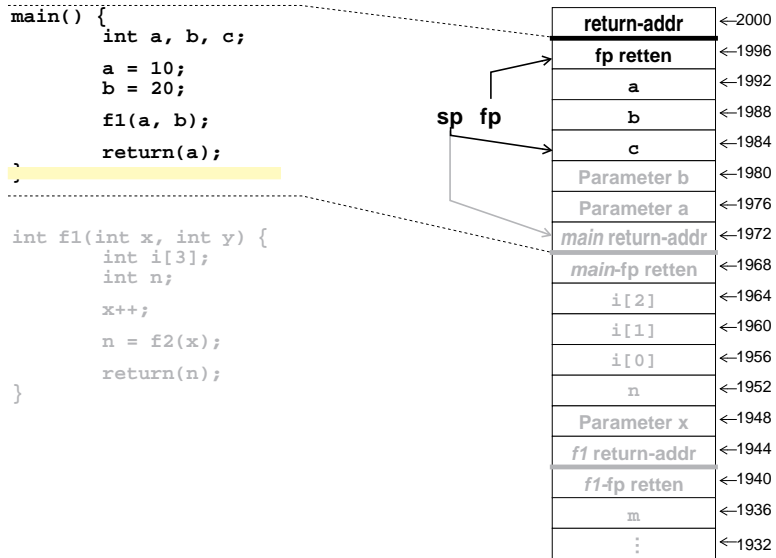 main() {
int a, b, c;
a = 10;
b = 20;
f1(a, b);
return(a);
}
int f1(int x, int y) {
int i[3];
int n;
x++;
n = f2(x);
return(n);
}
sp fp
return-addr ←2000
fp retten ←1996
a ←1992
b ←1988
c ←1984
Parameter b ←1980
Parameter a ←1976
main return-addr ←1972
main-fp retten ←1968
i[2] ←1964
i[1] ←1960
i[0] ←1956
n ←1952
Parameter x ←1948
f1 return-addr ←1944
f1-fp retten ←1940
m ←1936
⋮ ←1932